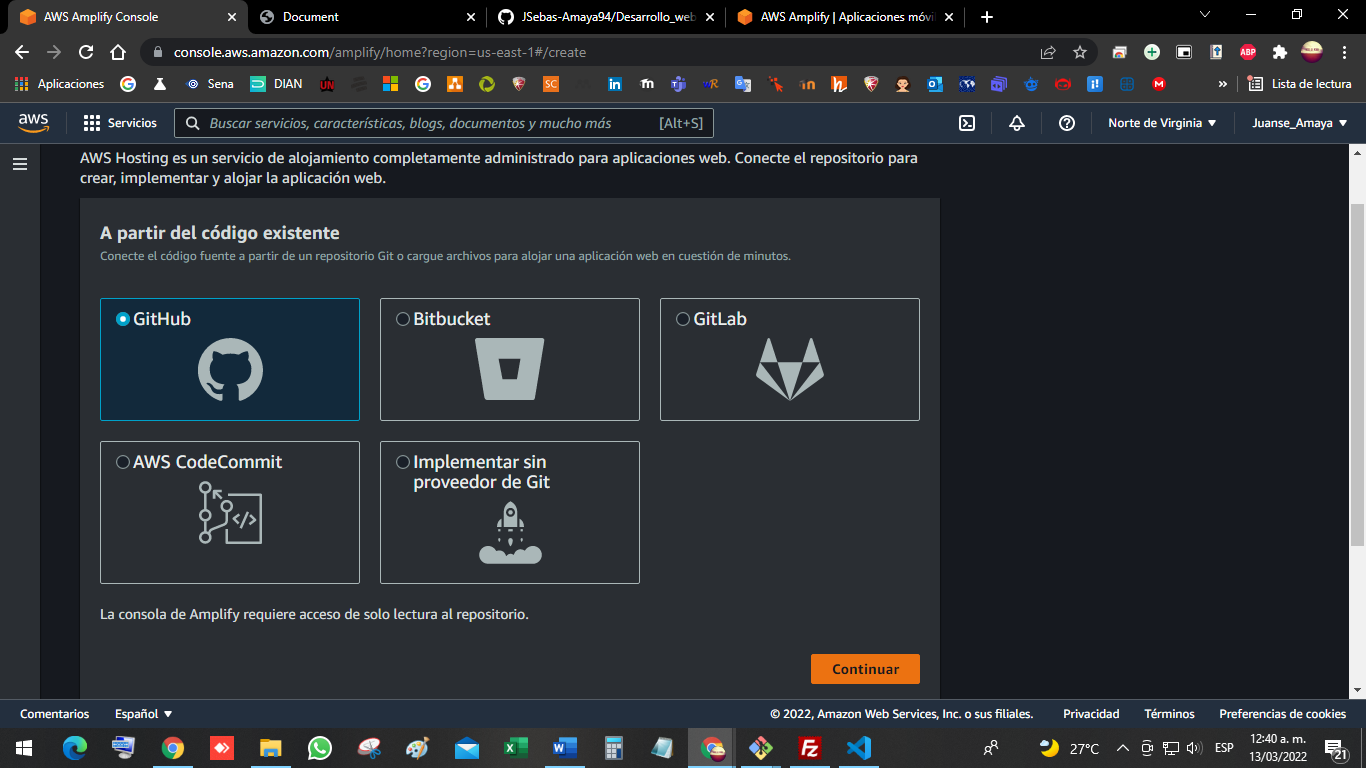 AWS Amplify Console
Document
JSebas-Amaya94/Desarrollo_web
AWS Amplify | Aplicaciones móvil
console.aws.amazon.com/amplify/home?region=us-east-1#/create
ABP
Aplicaciones
Sena
DIAN
UN
SC
Lista de lectura
aws
Servicios
Buscar servicios, características, blogs, documentos y mucho más
[Alt+S]
Norte de Virginia
Juanse_Amaya
AWS Hosting es un servicio de alojamiento completamente administrado para aplicaciones web. Conecte el repositorio para
crear, implementar y alojar la aplicación web.
A partir del código existente
Conecte el código fuente a partir de un repositorio Git o cargue archivos para alojar una aplicación web en cuestión de minutos.
GitHub
Bitbucket
GitLab
AWS CodeCommit
Implementar sin
proveedor de Git
La consola de Amplify requiere acceso de solo lectura al repositorio.
Continuar
Comentarios
Español
© 2022, Amazon Web Services, Inc. o sus filiales.
Privacidad
Términos
Preferencias de cookies
27°C
ESP
12:40 a. m.
13/03/2022
21